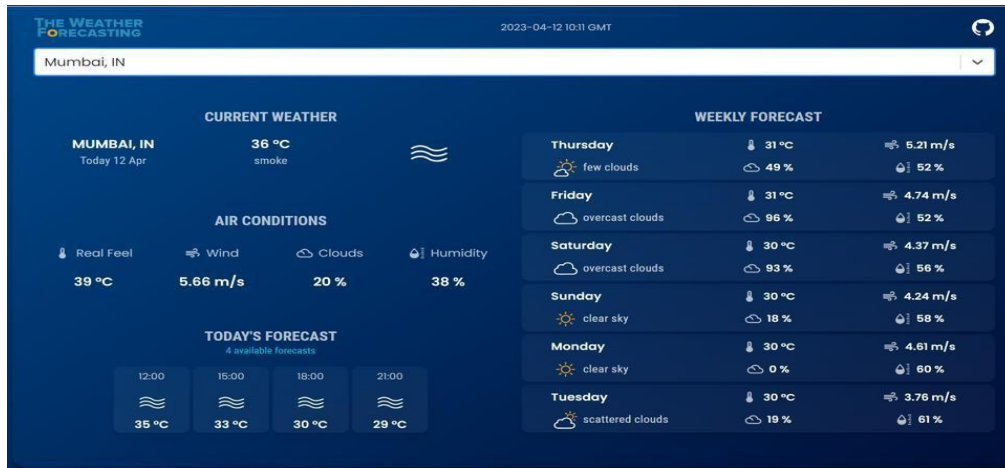 THE WEATHER
FORECASTING
2023-04-12 10:11 GMT
Mumbai, IN
CURRENT WEATHER
MUMBAI, IN
Today 12 Apr
36 °C
smoke
AIR CONDITIONS
Real Feel Wind Clouds Humidity
39 °C 5.66 m/s 20 % 38 %
TODAY'S FORECAST
4 available forecasts
12:00 15:00 18:00 21:00
35 °C 33 °C 30 °C 29 °C
WEEKLY FORECAST
Thursday 31 °C 5.21 m/s
few clouds 49 % 52 %
Friday 31 °C 4.74 m/s
overcast clouds 96 % 52 %
Saturday 30 °C 4.37 m/s
overcast clouds 93 % 56 %
Sunday 30 °C 4.24 m/s
clear sky 18 % 58 %
Monday 30 °C 4.61 m/s
clear sky 0 % 60 %
Tuesday 30 °C 3.76 m/s
scattered clouds 19 % 61 %